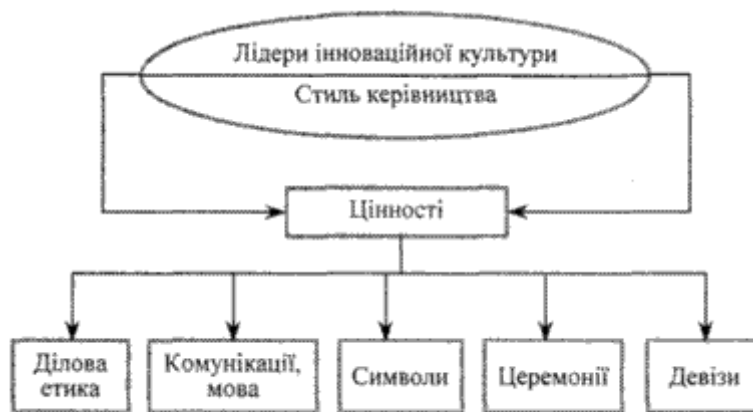 Лідери інноваційної культури
Стиль керівництва
Цінності
Ділова
етика
Комунікації,
мова
Символи
Церемонії
Девізи